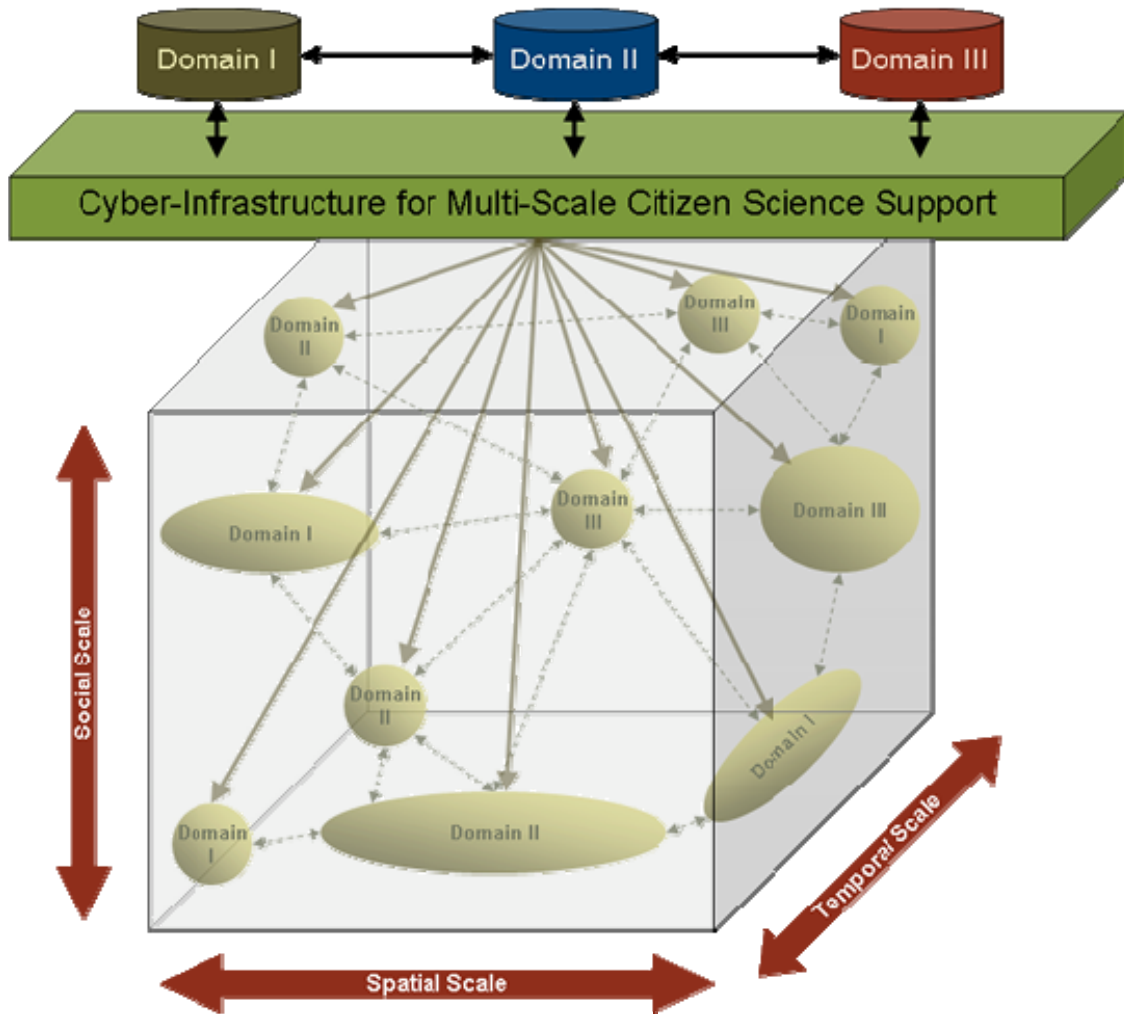 Domain I
Domain II
Domain III
Cyber-Infrastructure for Multi-Scale Citizen Science Support
Domain
II
Domain
III
Domain
I
Domain I
Domain
III
Domain III
Domain
II
Domain I
Domain
I
Domain II
Social Scale
Temporal Scale
Spatial Scale